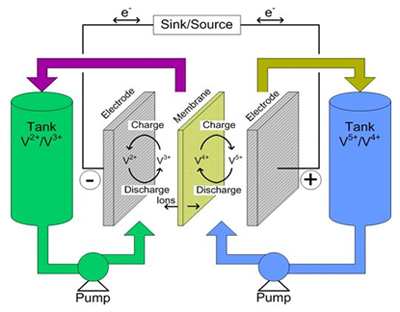 e- e-
Sink/Source
Electrode Membrane Electrode
Tank
V2+/V3+
Tank
V5+/V4+
Charge Charge
V2+ V3+ V4+ V5+
- +
Discharge Discharge
Ions
Pump Pump